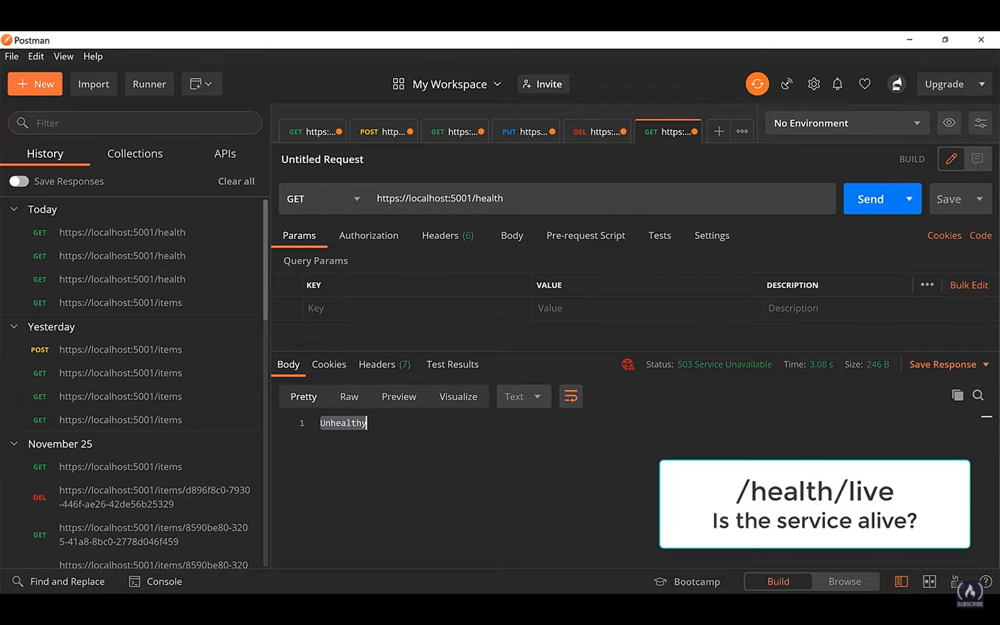 Postman
File Edit View Help
New Import Runner
My Workspace Invite
Upgrade
Filter
History Collections APIs
Save Responses Clear all
Today
GET https://localhost:5001/health
GET https://localhost:5001/health
GET https://localhost:5001/health
GET https://localhost:5001/items
Yesterday
POST https://localhost:5001/items
GET https://localhost:5001/items
GET https://localhost:5001/items
GET https://localhost:5001/items
November 25
GET https://localhost:5001/items
DEL https://localhost:5001/items/d896f8c0-7930
-446f-ae26-42de56b25329
GET https://localhost:5001/items/8590be80-320
5-41a8-8bc0-2778d046f459
https://localhost:5001/items/8590be80-320
GET https:... POST http... GET https:... PUT https... DEL https:... GET https:...
No Environment
Untitled Request BUILD
GET https://localhost:5001/health Send Save
Params Authorization Headers (6) Body Pre-request Script Tests Settings Cookies Code
Query Params
KEY VALUE DESCRIPTION Bulk Edit
Key Value Description
Body Cookies Headers (7) Test Results Status: 503 Service Unavailable Time: 3.08 s Size: 246 B Save Response
Pretty Raw Preview Visualize Text
1 Unhealthy
/health/live
Is the service alive?
Find and Replace Console Bootcamp Build Browse
SUBSCRIBE